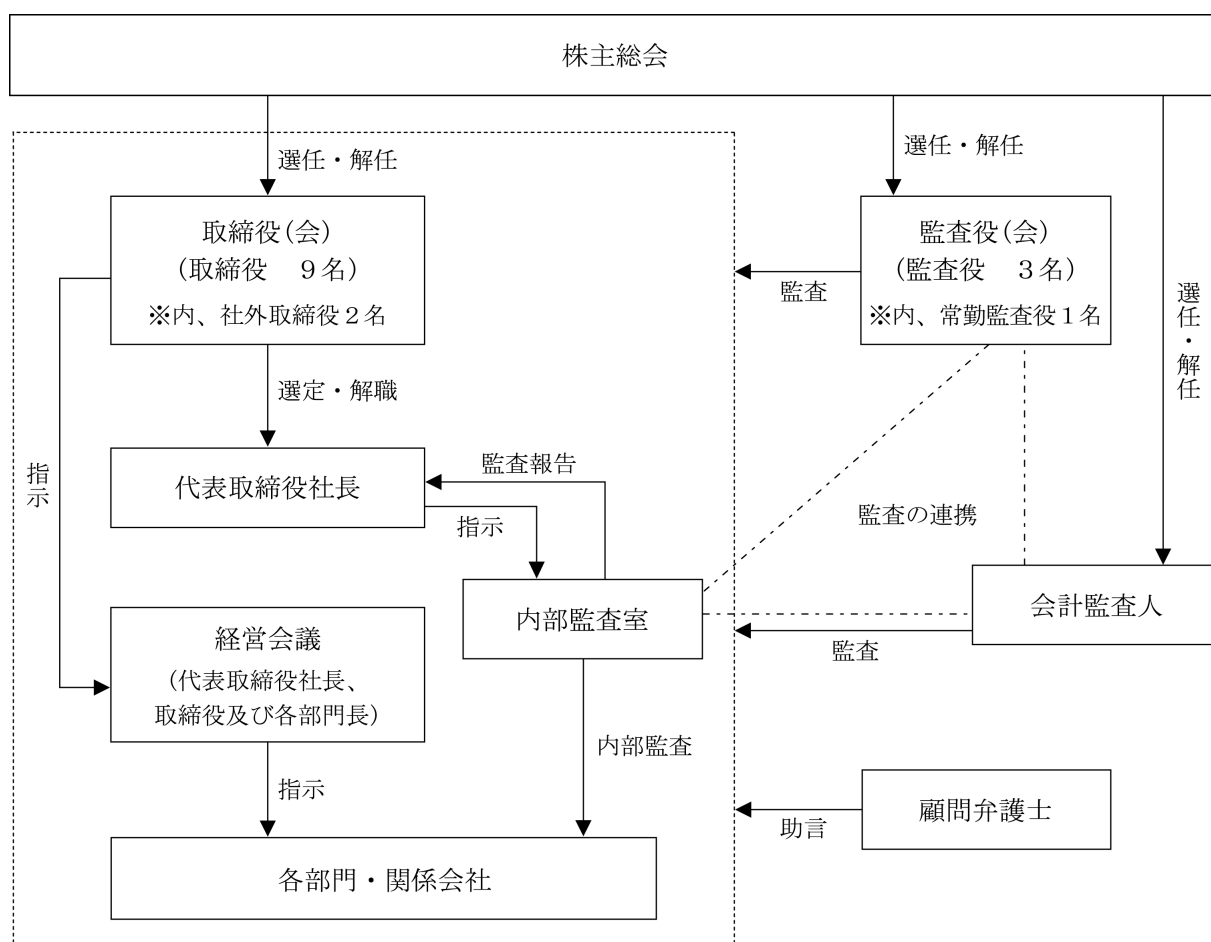 株主総会
選任・解任
選任・解任
選任・解任
取締役(会)
(取締役　９名)
※内、社外取締役２名
監査役(会)
(監査役　３名)
※内、常勤監査役１名
監査
選定・解職
指示
代表取締役社長
監査報告
指示
監査の連携
内部監査室
会計監査人
監査
経営会議
(代表取締役社長、
取締役及び各部門長)
内部監査
指示
顧問弁護士
助言
各部門・関係会社